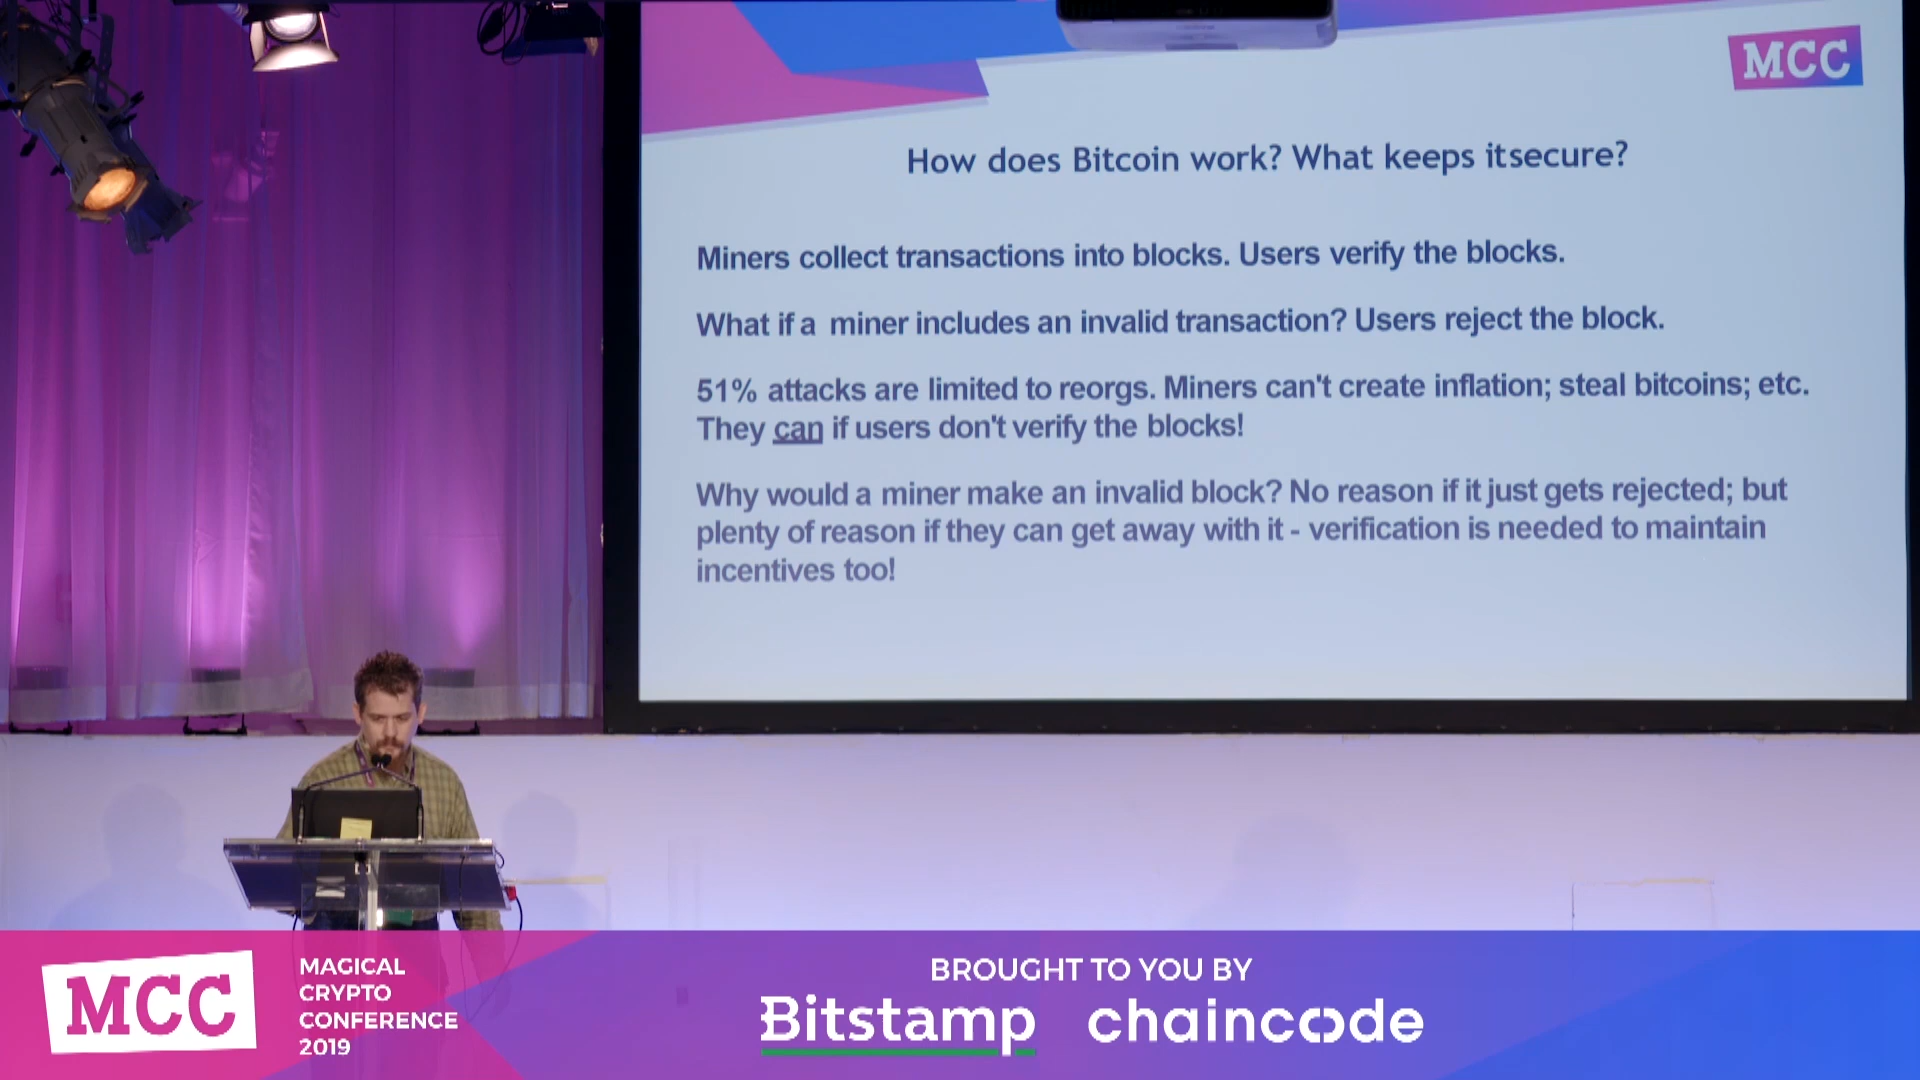 MCC
How does Bitcoin work? What keeps itsecure?
Miners collect transactions into blocks. Users verify the blocks.
What if a miner includes an invalid transaction? Users reject the block.
51% attacks are limited to reorgs. Miners can't create inflation; steal bitcoins; etc.
They can if users don't verify the blocks!
Why would a miner make an invalid block? No reason if it just gets rejected; but
plenty of reason if they can get away with it - verification is needed to maintain
incentives too!
MCC
MAGICAL
CRYPTO
CONFERENCE
2019
BROUGHT TO YOU BY
Bitstamp chaincode